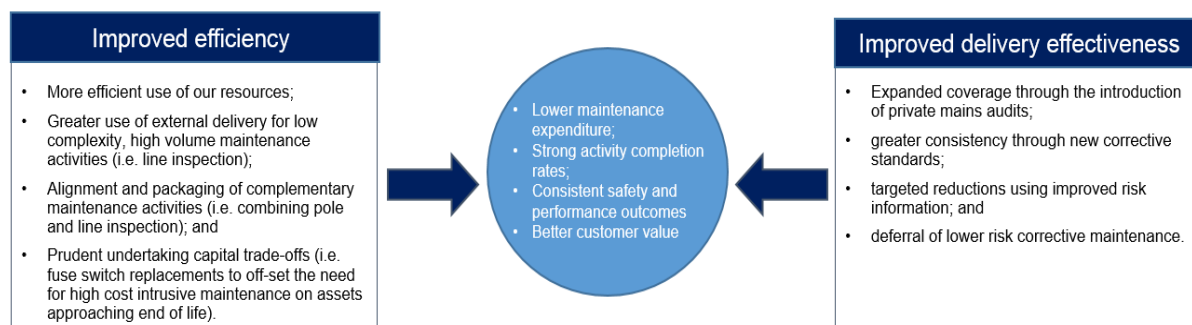 Improved efficiency
• More efficient use of our resources;
• Greater use of external delivery for low
complexity, high volume maintenance
activities (i.e. line inspection);
• Alignment and packaging of complementary
maintenance activities (i.e. combining pole
and line inspection); and
• Prudent undertaking capital trade-offs (i.e.
fuse switch replacements to off-set the need
for high cost intrusive maintenance on assets
approaching end of life).
• Lower maintenance
expenditure;
• Strong activity completion
rates;
• Consistent safety and
performance outcomes
• Better customer value
Improved delivery effectiveness
• Expanded coverage through the introduction
of private mains audits;
• greater consistency through new corrective
standards;
• targeted reductions using improved risk
information; and
• deferral of lower risk corrective maintenance.